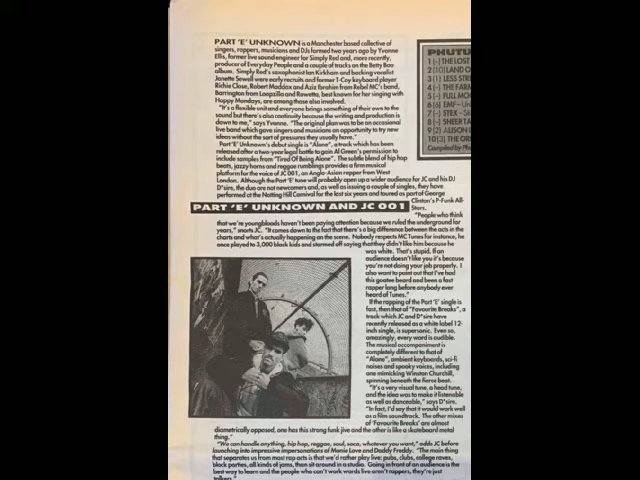 PART 'E' UNKNOWN is a Manchester based collective of
singers, rappers, musicians and DJs formed two years ago by Yvonne
Ellis, former live sound engineer for Simply Red and, more recently,
producer of Everyday People and a couple of tracks on the Betty Boo
album. Simply Red's saxophonist Ian Kirkham and backing vocalist
Janette Sewell were early recruits and former T-Coy keyboard player
Richie Close, Robert Maddox and Aziz Ibrahim from Rebel MC's band,
Barrington from Loopzilla and Rowetta, best known for her singing with
Happy Mondays, are among those also involved.
"It's a flexible unit and everyone brings something of their own to the
sound but there's also continuity because the writing and production is
down to me," says Yvonne. "The original plan was to be an occasional
live band which gave singers and musicians an opportunity to try new
ideas without the sort of pressures they usually have."
Part 'E' Unknown's debut single is "Alone", a track which has been
released after a two-year legal battle to gain Al Green's permission to
include samples from "Tired Of Being Alone". The subtle blend of hip hop
beats, jazzy horns and reggae rumblings provides a firm musical
platform for the voice of JC 001, an Anglo-Asian rapper from West
London. Although the Part 'E' tune will probably open up a wider audience for JC and his DJ
D*sire, the duo are not newcomers and, as well as issuing a couple of singles, they have
performed at the Notting Hill Carnival for the last six years and toured as part of George
Clinton's P-Funk All-
Stars.
PART 'E' UNKNOWN AND JC 001
"People who think
that we're youngbloods haven't been paying attention because we ruled the underground for
years," snorts JC. "It comes down to the fact that there's a big difference between the acts in the
charts and what's actually happening on the scene. Nobody respects MC Tunes for instance, he
once played to 3,000 black kids and stormed off saying that they didn't like him because he
was white. That's stupid. If an
audience doesn't like you it's because
you're not doing your job properly. I
also want to point out that I've had
this goatee beard and been a fast
rapper long before anybody ever
heard of Tunes."
If the rapping of the Part 'E' single is
fast, then that of "Favourite Breaks", a
track which JC and D*sire have
recently released as a white label 12-
inch single, is supersonic. Even so,
amazingly, every word is audible.
The musical accompaniment is
completely different to that of
"Alone", ambient keyboards, sci-fi
noises and spooky voices, including
one mimicking Winston Churchill,
spinning beneath the fierce beat.
"It's a very visual tune, a head tune,
and the idea was to make it listenable
as well as danceable," says D*sire.
"In fact, I'd say that it would work well
as a film soundtrack. The other mixes
of 'Favourite Breaks' are almost
diametrically opposed, one has this strong funk jive and the other is like a skateboard metal
thing."
"We can handle anything, hip hop, reggae, soul, soca, whatever you want," adds JC before
launching into impressive impersonations of Monie Love and Daddy Freddy. "The main thing
that separates us from most rap acts is that we'd rather play live: pubs, clubs, college raves,
black parties, all kinds of jams, than sit around in a studio. Going in front of an audience is the
best way to learn and the people who can't work words live aren't rappers, they're just
talkers."
PHUTU
1 (-) THE LOST
2 (10) LAND O
3 (1) LESS STRE
4 (-) THE FARM
5 (-) FULL MO
6 (6) EMF – Un
7 (-) STEX –
8 (-) SHEER TA
9 (2) ALISON
10 (3) THE OR
Compiled by